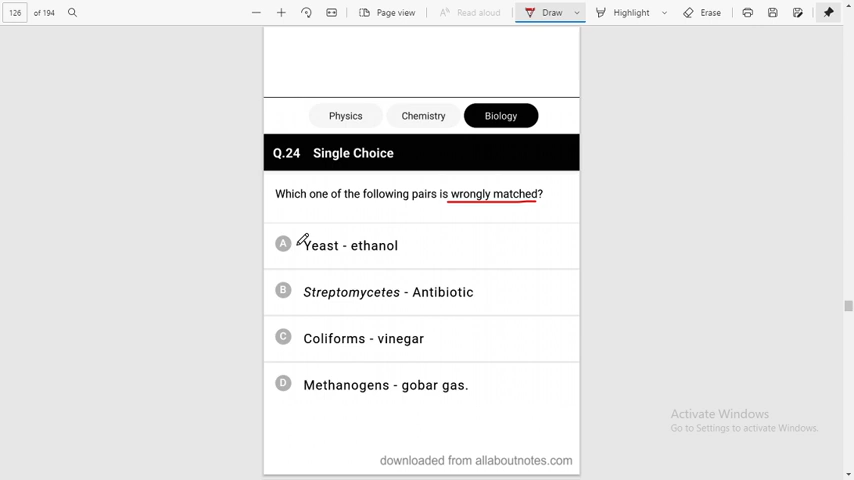 126 of 194 Page view Read aloud Draw Highlight Erase
Physics Chemistry Biology
Q.24 Single Choice
Which one of the following pairs is wrongly matched?
A Yeast - ethanol
B Streptomycetes - Antibiotic
C Coliforms - vinegar
D Methanogens - gobar gas.
Activate Windows
Go to Settings to activate Windows.
downloaded from allaboutnotes.com